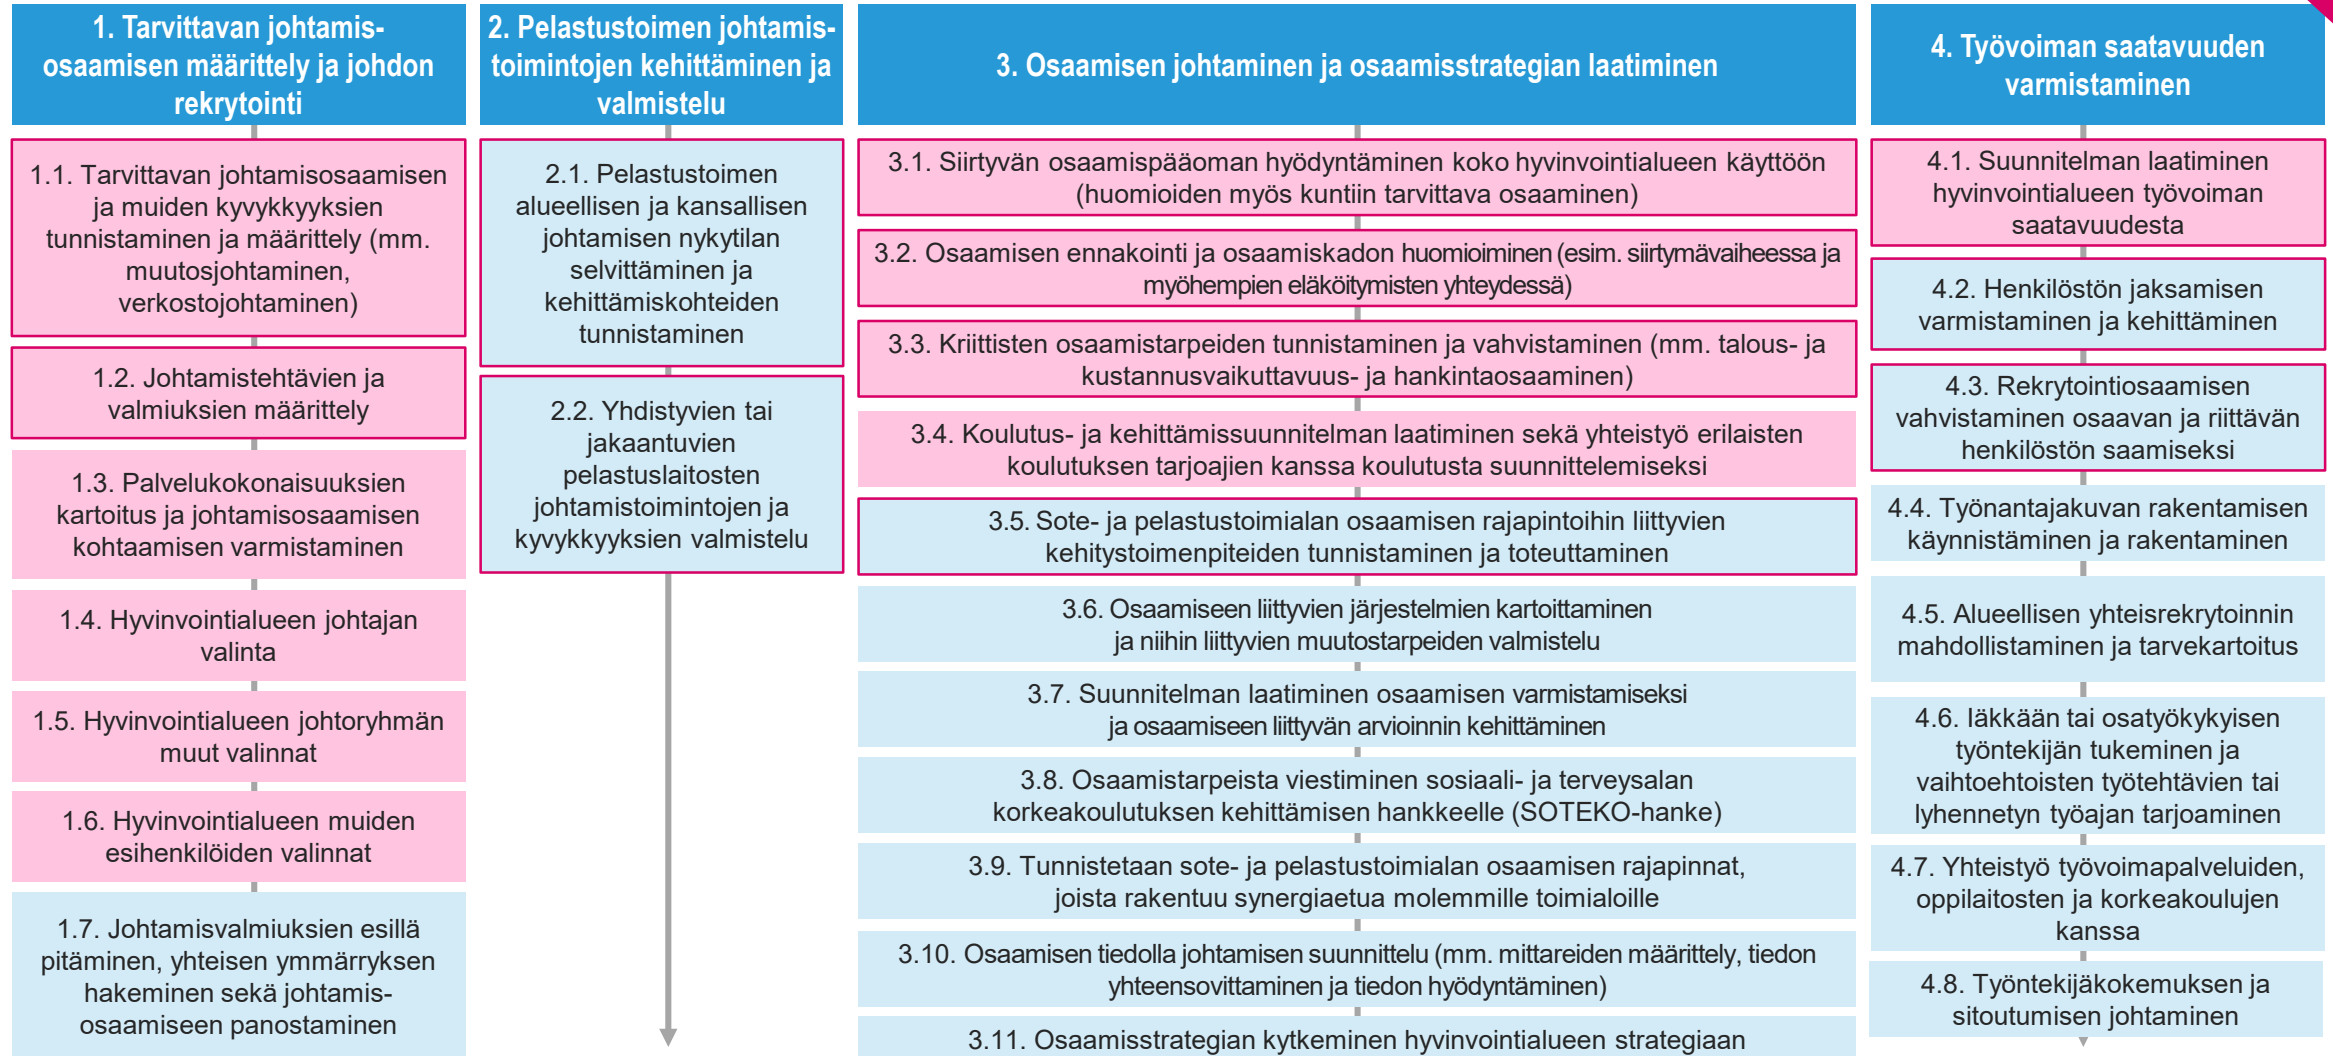 1. Tarvittavan johtamis-
osaamisen määrittely ja johdon
rekrytointi
1.1. Tarvittavan johtamisosaamisen
ja muiden kyvykkyyksien
tunnistaminen ja määrittely (mm.
muutosjohtaminen,
verkostojohtaminen)
1.2. Johtamistehtävien ja
valmiuksien määrittely
1.3. Palvelukokonaisuuksien
kartoitus ja johtamisosaamisen
kohtaamisen varmistaminen
1.4. Hyvinvointialueen johtajan
valinta
1.5. Hyvinvointialueen johtoryhmän
muut valinnat
1.6. Hyvinvointialueen muiden
esihenkilöiden valinnat
1.7. Johtamisvalmiuksien esillä
pitäminen, yhteisen ymmärryksen
hakeminen sekä johtamis-
osaamiseen panostaminen
2. Pelastustoimen johtamis-
toimintojen kehittäminen ja
valmistelu
2.1. Pelastustoimen
alueellisen ja kansallisen
johtamisen nykytilan
selvittäminen ja
kehittämiskohteiden
tunnistaminen
2.2. Yhdistyvien tai
jakaantuvien
pelastuslaitosten
johtamistoimintojen ja
kyvykkyyksien valmistelu
3. Osaamisen johtaminen ja osaamisstrategian laatiminen
3.1. Siirtyvän osaamispääoman hyödyntäminen koko hyvinvointialueen käyttöön
(huomioiden myös kuntiin tarvittava osaaminen)
3.2. Osaamisen ennakointi ja osaamiskadon huomioiminen (esim. siirtymävaiheessa ja
myöhempien eläköitymisten yhteydessä)
3.3. Kriittisten osaamistarpeiden tunnistaminen ja vahvistaminen (mm. talous- ja
kustannusvaikuttavuus- ja hankintaosaaminen)
3.4. Koulutus- ja kehittämissuunnitelman laatiminen sekä yhteistyö erilaisten
koulutuksen tarjoajien kanssa koulutusta suunnittelemiseksi
3.5. Sote- ja pelastustoimialan osaamisen rajapintoihin liittyvien
kehitystoimenpiteiden tunnistaminen ja toteuttaminen
3.6. Osaamiseen liittyvien järjestelmien kartoittaminen
ja niihin liittyvien muutostarpeiden valmistelu
3.7. Suunnitelman laatiminen osaamisen varmistamiseksi
ja osaamiseen liittyvän arvioinnin kehittäminen
3.8. Osaamistarpeista viestiminen sosiaali- ja terveysalan
korkeakoulutuksen kehittämisen hankkeelle (SOTEKO-hanke)
3.9. Tunnistetaan sote- ja pelastustoimialan osaamisen rajapinnat,
joista rakentuu synergiaetua molemmille toimialoille
3.10. Osaamisen tiedolla johtamisen suunnittelu (mm. mittareiden määrittely, tiedon
yhteensovittaminen ja tiedon hyödyntäminen)
3.11. Osaamisstrategian kytkeminen hyvinvointialueen strategiaan
4. Työvoiman saatavuuden
varmistaminen
4.1. Suunnitelman laatiminen
hyvinvointialueen työvoiman
saatavuudesta
4.2. Henkilöstön jaksamisen
varmistaminen ja kehittäminen
4.3. Rekrytointiosaamisen
vahvistaminen osaavan ja riittävän
henkilöstön saamiseksi
4.4. Työnantajakuvan rakentamisen
käynnistäminen ja rakentaminen
4.5. Alueellisen yhteisrekrytoinnin
mahdollistaminen ja tarvekartoitus
4.6. Iäkkään tai osatyökykyisen
työntekijän tukeminen ja
vaihtoehtoisten työtehtävien tai
lyhennetyn työajan tarjoaminen
4.7. Yhteistyö työvoimapalveluiden,
oppilaitosten ja korkeakoulujen
kanssa
4.8. Työntekijäkokemuksen ja
sitoutumisen johtaminen